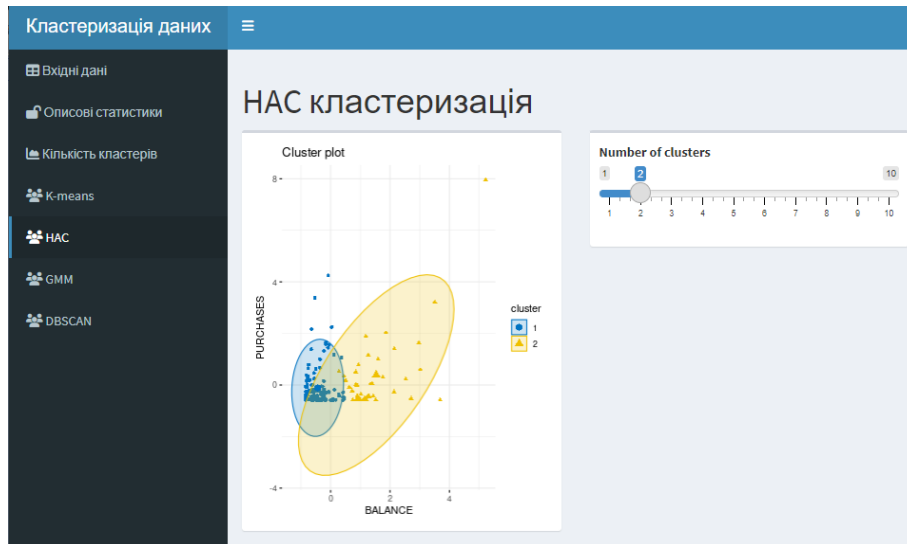 Кластеризація даних
Вхідні дані
Описові статистики
Кількість кластерів
K-means
HAC
GMM
DBSCAN
HAC кластеризація
Cluster plot
8
4
0
-4
PURCHASES
0 2 4
BALANCE
cluster
1
2
Number of clusters
1 2 10
1 2 3 4 5 6 7 8 9 10